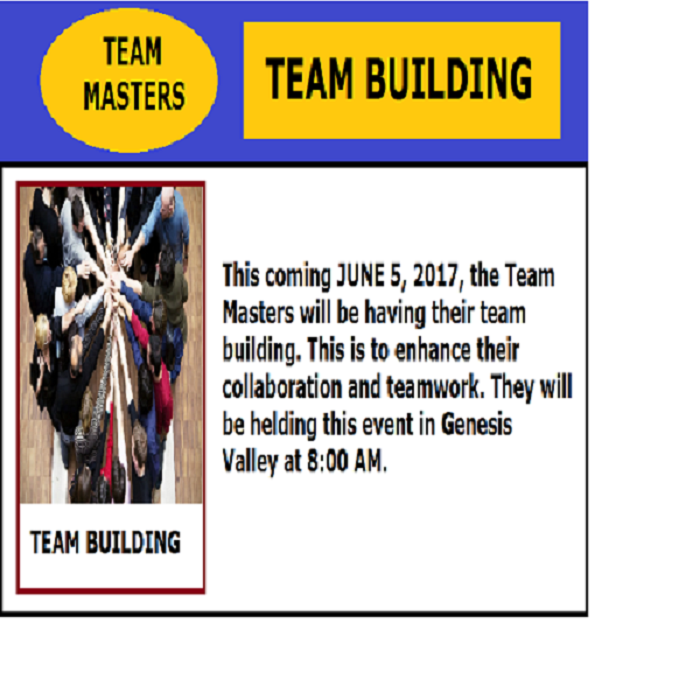 TEAM
MASTERS
TEAM BUILDING
This coming JUNE 5, 2017, the Team
Masters will be having their team
building. This is to enhance their
collaboration and teamwork. They will
be helding this event in Genesis
Valley at 8:00 AM.
TEAM BUILDING